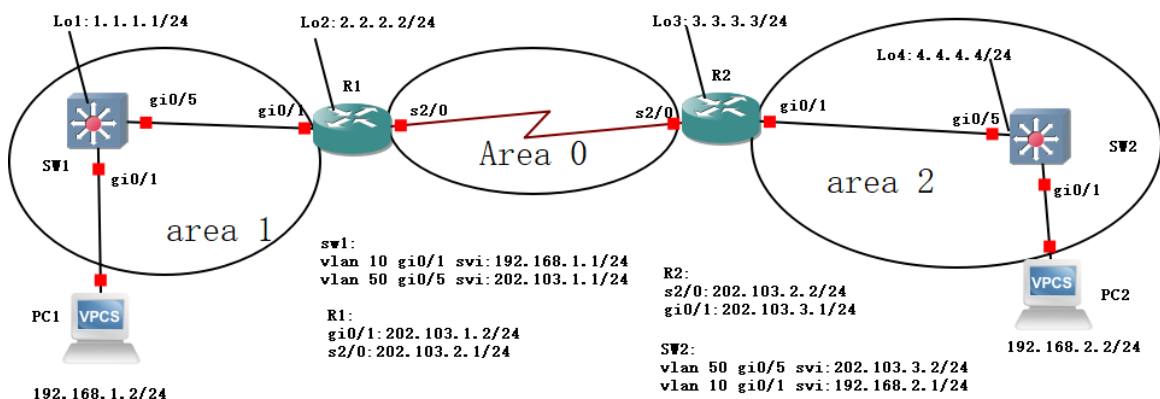 Lo1:1.1.1.1/24
Lo2:2.2.2.2/24
Lo3:3.3.3.3/24
Lo4:4.4.4.4/24
R1
R2
gi0/5
gi0/1
s2/0
s2/0
gi0/1
gi0/5
SW1
SW2
gi0/1
gi0/1
Area 0
area 1
area 2
sw1:
vlan 10 gi0/1 svi:192.168.1.1/24
vlan 50 gi0/5 svi:202.103.1.1/24
R1:
gi0/1:202.103.1.2/24
s2/0:202.103.2.1/24
R2:
s2/0:202.103.2.2/24
gi0/1:202.103.3.1/24
SW2:
vlan 50 gi0/5 svi:202.103.3.2/24
vlan 10 gi0/1 svi:192.168.2.1/24
PC1
VPCS
192.168.1.2/24
VPCS
PC2
192.168.2.2/24